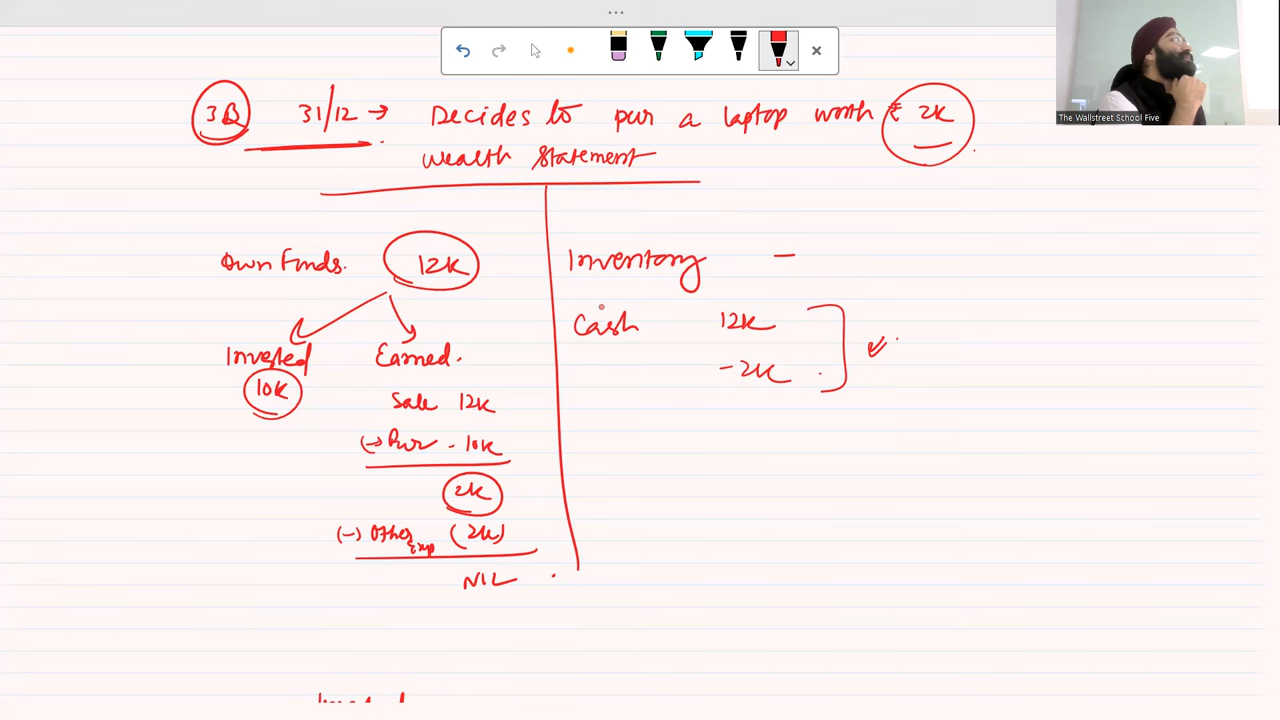 3B 31/12 → Decides to pur a laptop worth ₹ 2K
Wealth Statement
Own Funds. 12K
Inventory –
Cash 12K
-2K
Invested
10K
Earned.
Sale 12K
(-) Pur - 10K
2K
(-) Other Exp (2K)
NIL
The Wallstreet School Five